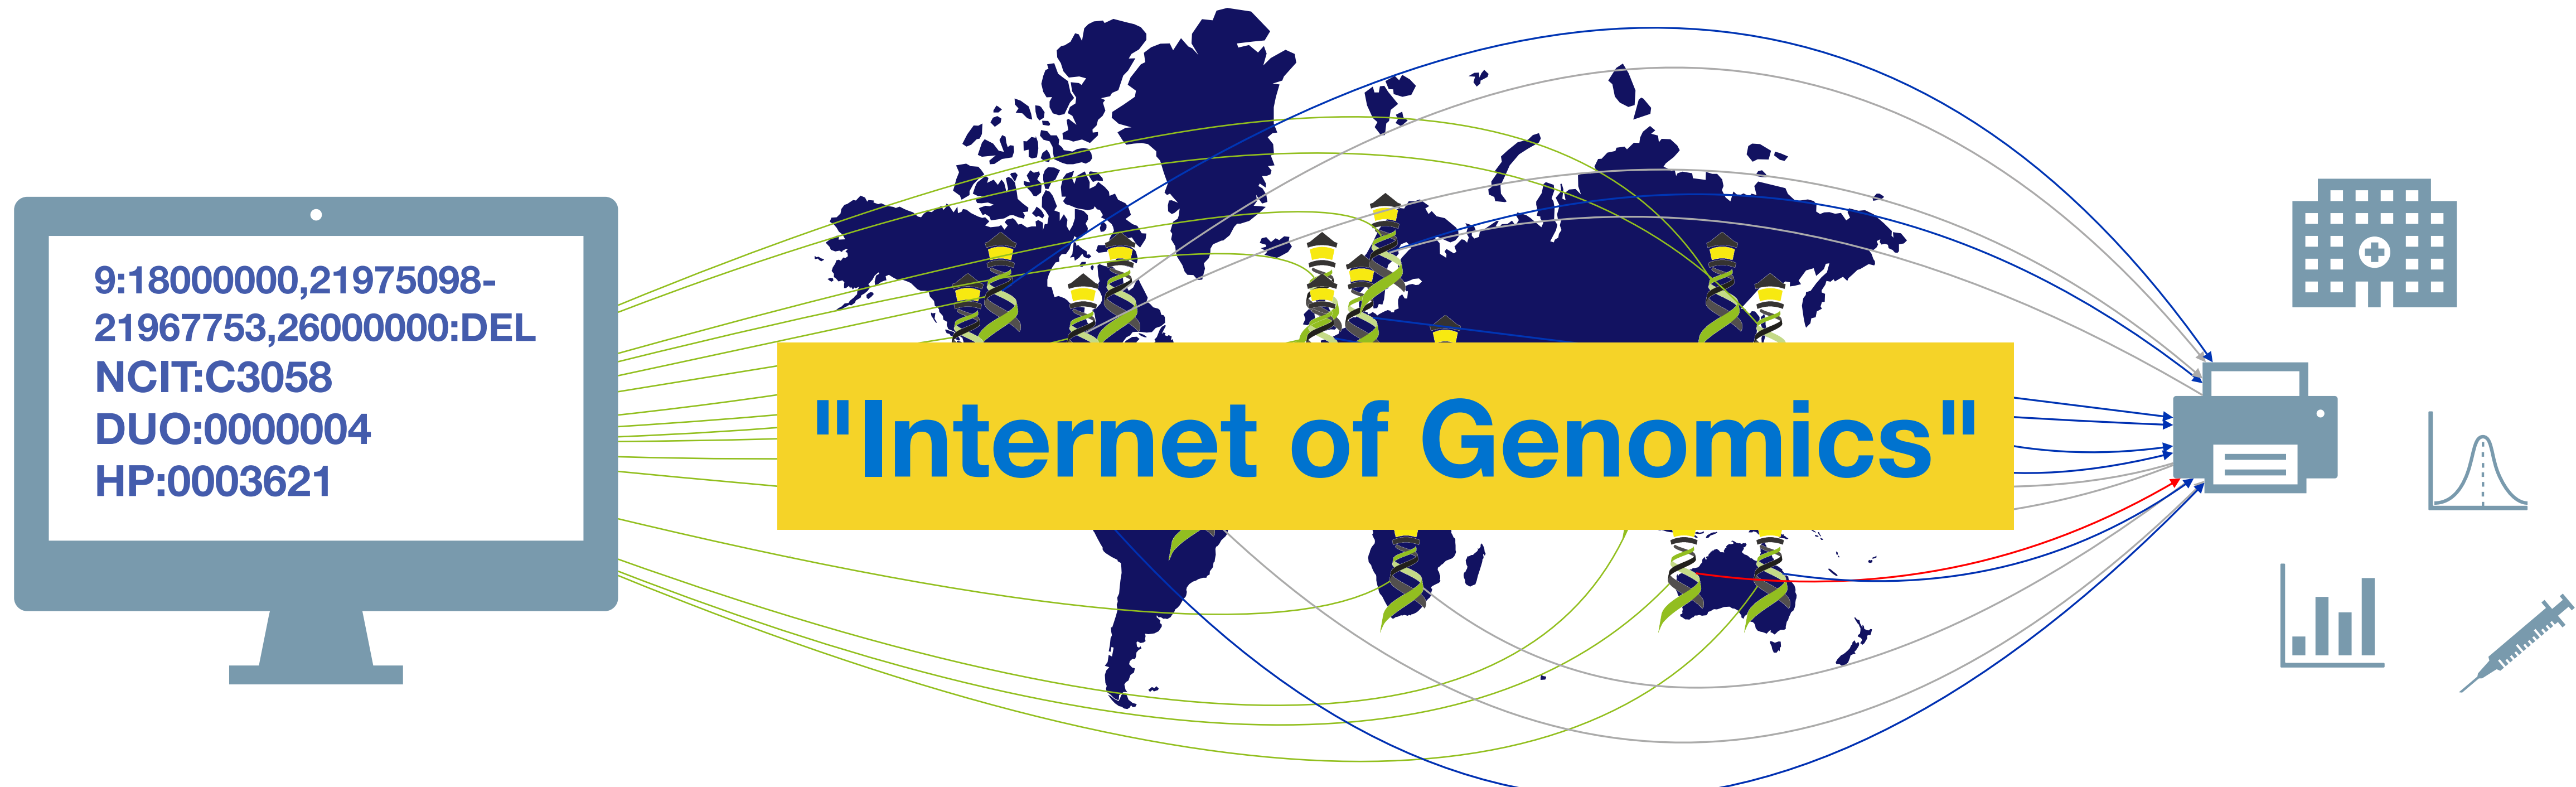 9:18000000,21975098-
21967753,26000000:DEL
NCIT:C3058
DUO:0000004
HP:0003621
"Internet of Genomics"